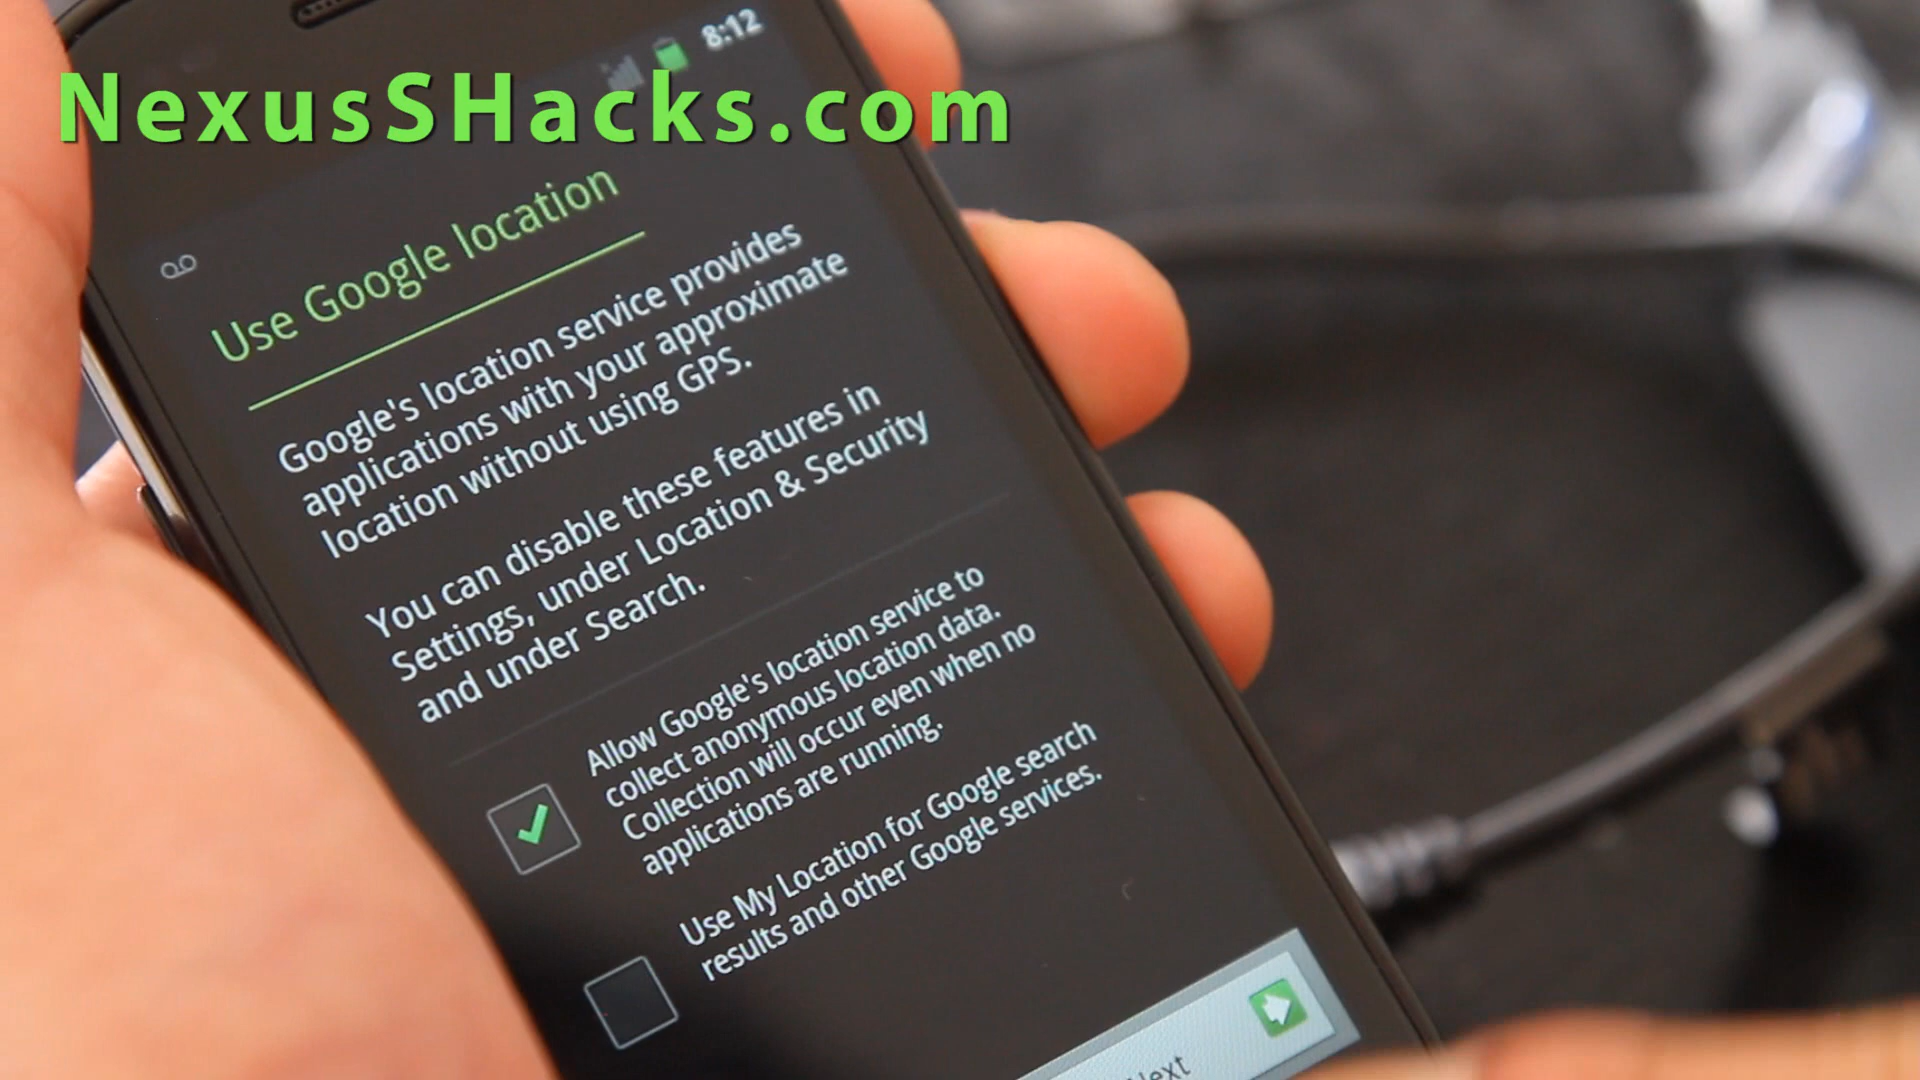 8:12
NexusSHacks.com
Use Google location
Google's location service provides
applications with your approximate
location without using GPS.
You can disable these features in
Settings, under Location & Security
and under Search.
Allow Google's location service to
collect anonymous location data.
Collection will occur even when no
applications are running.
Use My Location for Google search
results and other Google services.
Next